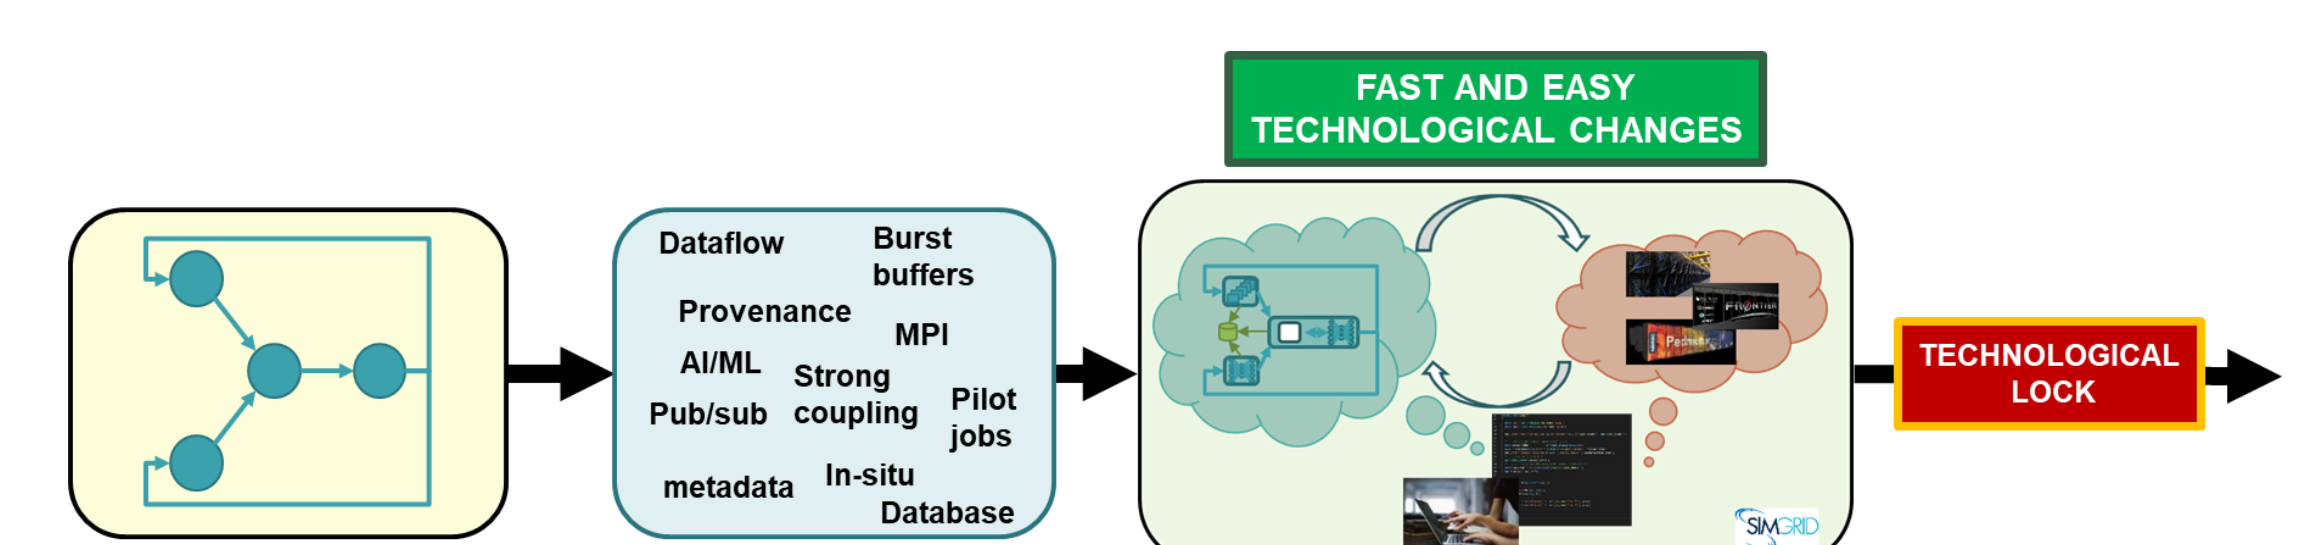 FAST AND EASY
TECHNOLOGICAL CHANGES
Dataflow
Burst
buffers
Provenance
MPI
AI/ML
Strong
coupling
Pilot
jobs
Pub/sub
In-situ
metadata
Database
FRONTIER
SIMGRID
TECHNOLOGICAL
LOCK